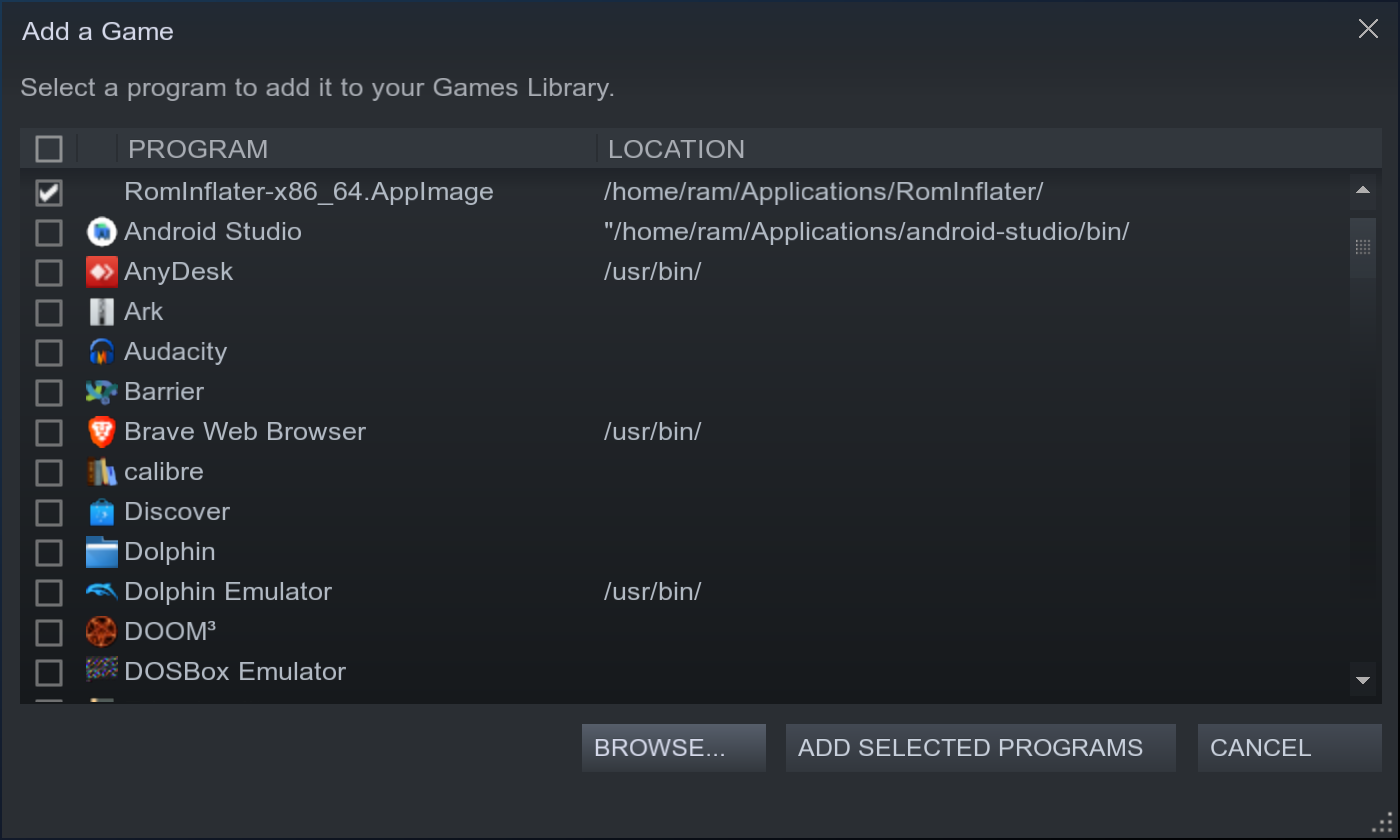 Add a Game
Select a program to add it to your Games Library.
PROGRAM LOCATION
RomInflater-x86_64.AppImage /home/ram/Applications/RomInflater/
Android Studio "/home/ram/Applications/android-studio/bin/
AnyDesk /usr/bin/
Ark
Audacity
Barrier
Brave Web Browser /usr/bin/
calibre
Discover
Dolphin
Dolphin Emulator /usr/bin/
DOOM³
DOSBox Emulator
BROWSE... ADD SELECTED PROGRAMS CANCEL